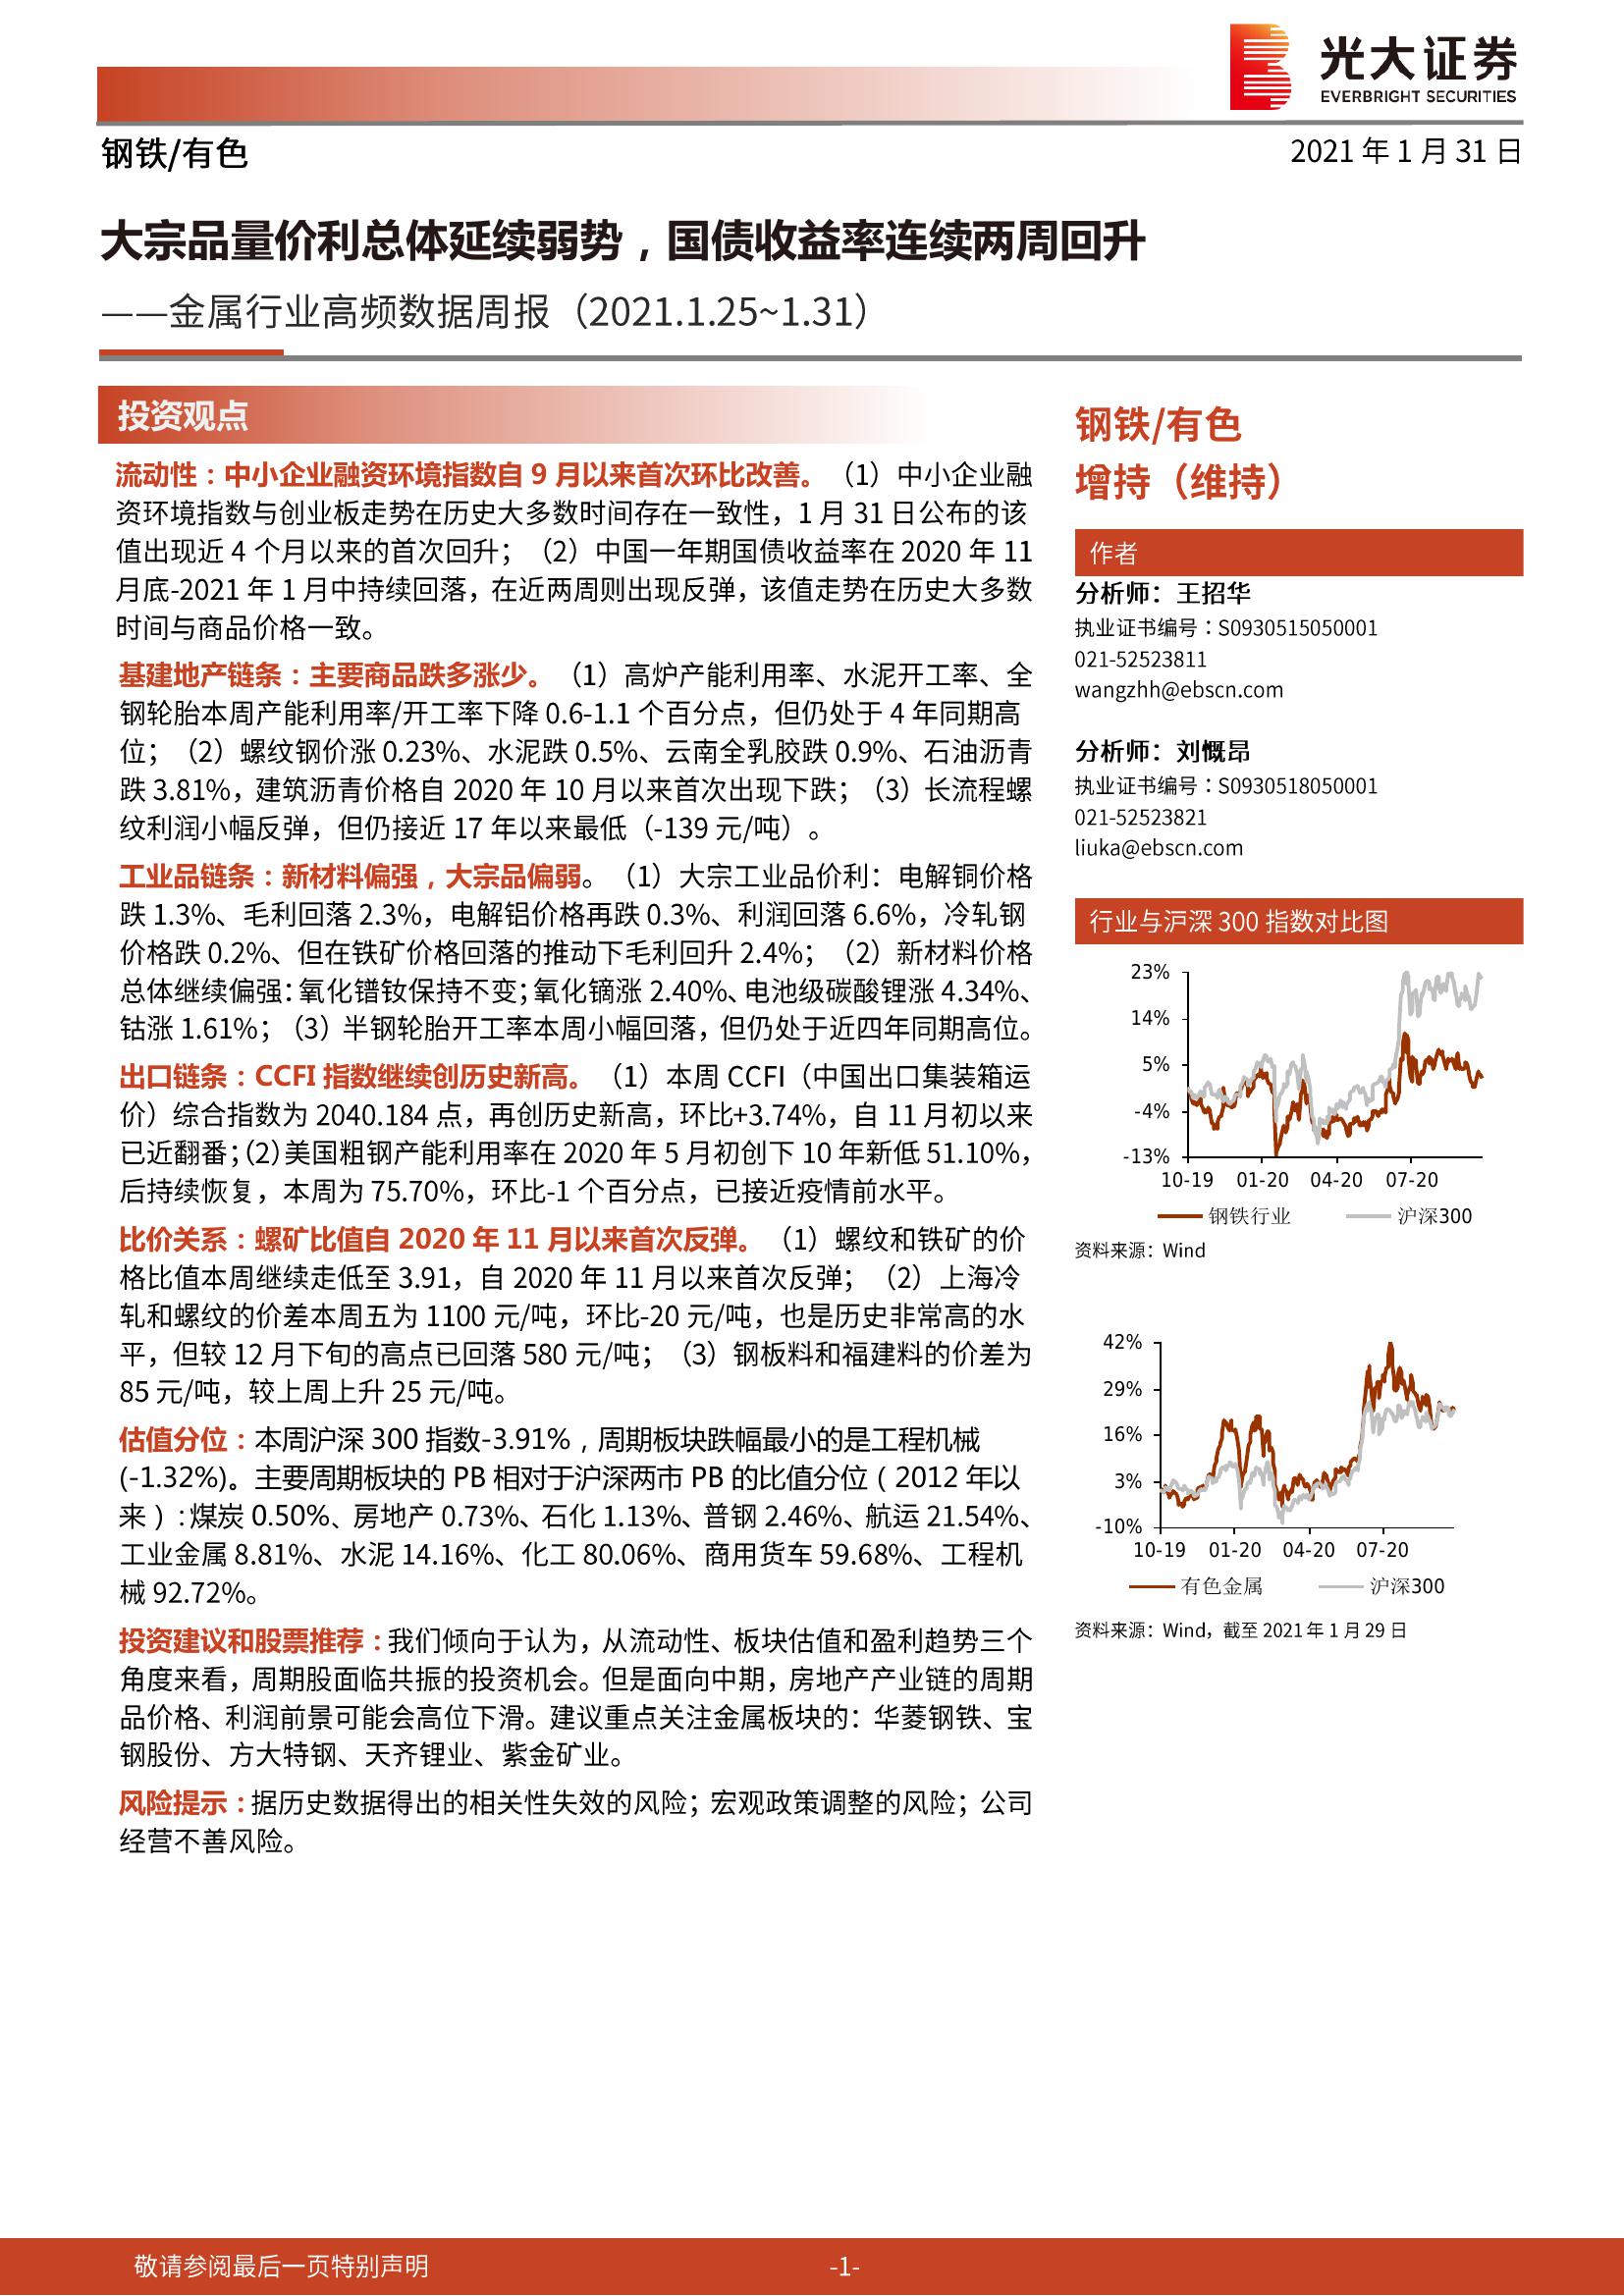 光大证券
EVERBRIGHT SECURITIES
钢铁/有色
2021 年 1 月 31 日
大宗品量价利总体延续弱势，国债收益率连续两周回升
——金属行业高频数据周报（2021.1.25~1.31）
投资观点
流动性：中小企业融资环境指数自 9 月以来首次环比改善。（1）中小企业融
资环境指数与创业板走势在历史大多数时间存在一致性，1 月 31 日公布的该
值出现近 4 个月以来的首次回升；（2）中国一年期国债收益率在 2020 年 11
月底-2021 年 1 月中持续回落，在近两周则出现反弹，该值走势在历史大多数
时间与商品价格一致。
基建地产链条：主要商品跌多涨少。（1）高炉产能利用率、水泥开工率、全
钢轮胎本周产能利用率/开工率下降 0.6-1.1 个百分点，但仍处于 4 年同期高
位；（2）螺纹钢价涨 0.23%、水泥跌 0.5%、云南全乳胶跌 0.9%、石油沥青
跌 3.81%，建筑沥青价格自 2020 年 10 月以来首次出现下跌；（3）长流程螺
纹利润小幅反弹，但仍接近 17 年以来最低（-139 元/吨）。
工业品链条：新材料偏强，大宗品偏弱。（1）大宗工业品价利：电解铜价格
跌 1.3%、毛利回落 2.3%，电解铝价格再跌 0.3%、利润回落 6.6%，冷轧钢
价格跌 0.2%、但在铁矿价格回落的推动下毛利回升 2.4%；（2）新材料价格
总体继续偏强：氧化镨钕保持不变；氧化镝涨 2.40%、电池级碳酸锂涨 4.34%、
钴涨 1.61%；（3）半钢轮胎开工率本周小幅回落，但仍处于近四年同期高位。
出口链条：CCFI 指数继续创历史新高。（1）本周 CCFI（中国出口集装箱运
价）综合指数为 2040.184 点，再创历史新高，环比+3.74%，自 11 月初以来
已近翻番；（2）美国粗钢产能利用率在 2020 年 5 月初创下 10 年新低 51.10%，
后持续恢复，本周为 75.70%，环比-1 个百分点，已接近疫情前水平。
比价关系：螺矿比值自 2020 年 11 月以来首次反弹。（1）螺纹和铁矿的价
格比值本周继续走低至 3.91，自 2020 年 11 月以来首次反弹；（2）上海冷
轧和螺纹的价差本周五为 1100 元/吨，环比-20 元/吨，也是历史非常高的水
平，但较 12 月下旬的高点已回落 580 元/吨；（3）钢板料和福建料的价差为
85 元/吨，较上周上升 25 元/吨。
估值分位：本周沪深 300 指数-3.91%，周期板块跌幅最小的是工程机械
(-1.32%)。主要周期板块的 PB 相对于沪深两市 PB 的比值分位（2012 年以
来）：煤炭 0.50%、房地产 0.73%、石化 1.13%、普钢 2.46%、航运 21.54%、
工业金属 8.81%、水泥 14.16%、化工 80.06%、商用货车 59.68%、工程机
械 92.72%。
投资建议和股票推荐：我们倾向于认为，从流动性、板块估值和盈利趋势三个
角度来看，周期股面临共振的投资机会。但是面向中期，房地产产业链的周期
品价格、利润前景可能会高位下滑。建议重点关注金属板块的：华菱钢铁、宝
钢股份、方大特钢、天齐锂业、紫金矿业。
风险提示：据历史数据得出的相关性失效的风险；宏观政策调整的风险；公司
经营不善风险。
钢铁/有色
增持（维持）
作者
分析师：王招华
执业证书编号：S0930515050001
021-52523811
wangzhh@ebscn.com
分析师：刘慨昂
执业证书编号：S0930518050001
021-52523821
liuka@ebscn.com
行业与沪深 300 指数对比图
23%
14%
5%
-4%
-13%
10-19 01-20 04-20 07-20
钢铁行业 沪深300
资料来源：Wind
42%
29%
16%
3%
-10%
10-19 01-20 04-20 07-20
有色金属 沪深300
资料来源：Wind，截至 2021 年 1 月 29 日
敬请参阅最后一页特别声明
-1-